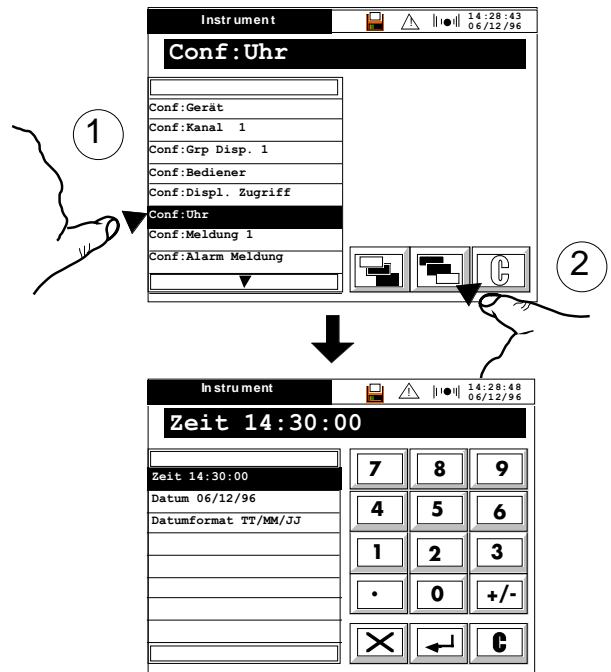 Instrument
14:28:43
06/12/96
Conf:Uhr
Conf:Gerät
Conf:Kanal 1
Conf:Grp Disp. 1
Conf:Bediener
Conf:Displ. Zugriff
Conf:Uhr
Conf:Meldung 1
Conf:Alarm Meldung
C
1
2
Instrument
14:28:48
06/12/96
Zeit 14:30:00
Zeit 14:30:00
Datum 06/12/96
Datumformat TT/MM/JJ
7 8 9
4 5 6
1 2 3
. 0 +/-
C